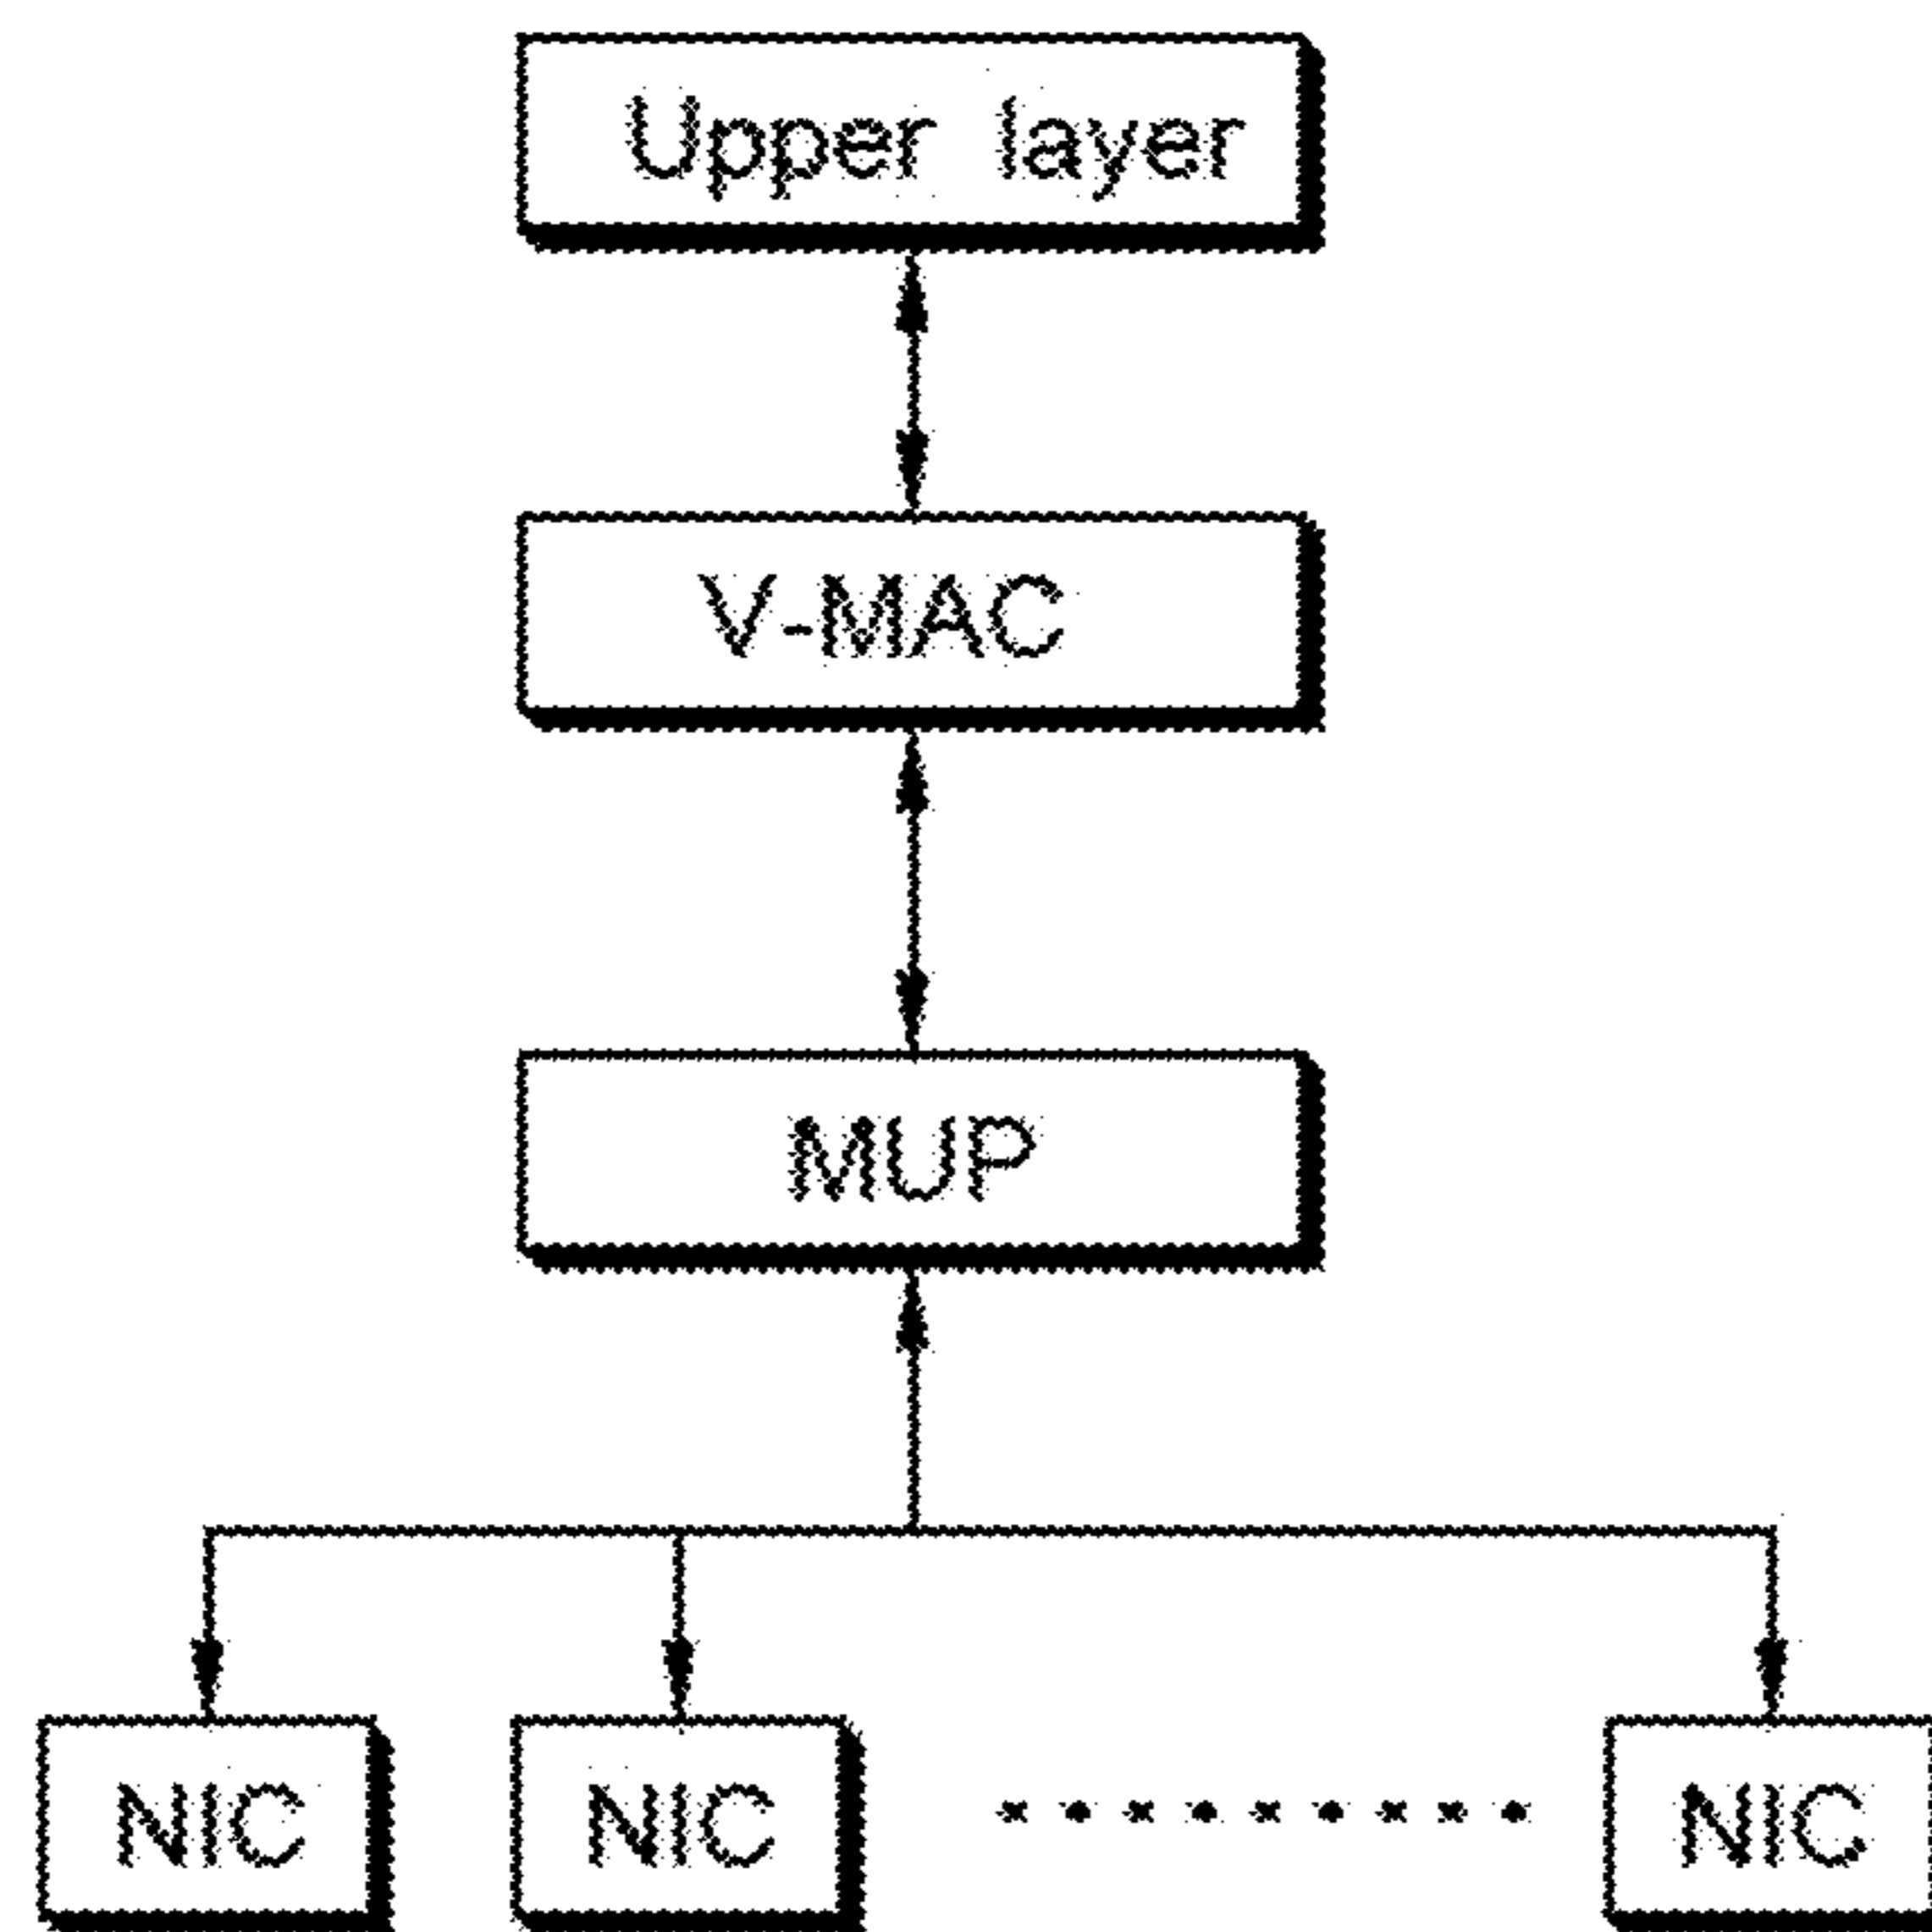 Upper layer
V-MAC
MUP
NIC NIC ......... NIC